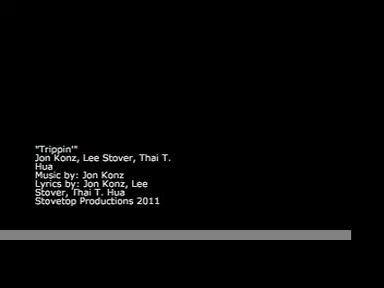 "Trippin'"
Jon Konz, Lee Stover, Thai T.
Hua
Music by: Jon Konz
Lyrics by: Jon Konz, Lee
Stover, Thai T. Hua
Stovetop Productions 2011